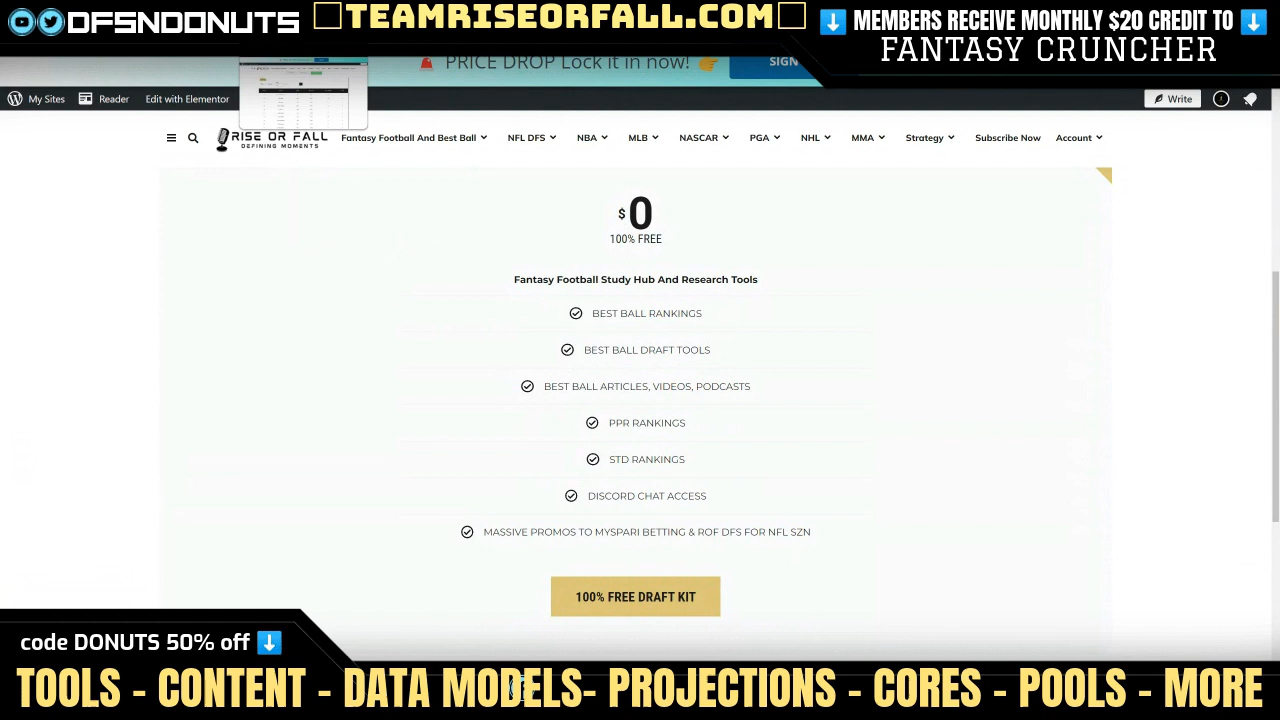 DFSNDONUTS
TEAMRISEORFALL.COM
⬇️ MEMBERS RECEIVE MONTHLY $20 CREDIT TO ⬇️
FANTASY CRUNCHER
PRICE DROP Lock it in now! 👉 SIGN
Sites Reader Edit with Elementor Write
RISE OR FALL
DEFINING MOMENTS
Fantasy Football And Best Ball NFL DFS NBA MLB NASCAR PGA NHL MMA Strategy Subscribe Now Account
$0
100% FREE
Fantasy Football Study Hub And Research Tools
BEST BALL RANKINGS
BEST BALL DRAFT TOOLS
BEST BALL ARTICLES, VIDEOS, PODCASTS
PPR RANKINGS
STD RANKINGS
DISCORD CHAT ACCESS
MASSIVE PROMOS TO MYSPARI BETTING & ROF DFS FOR NFL SZN
100% FREE DRAFT KIT
code DONUTS 50% off ⬇️
TOOLS - CONTENT - DATA MODELS- PROJECTIONS - CORES - POOLS - MORE